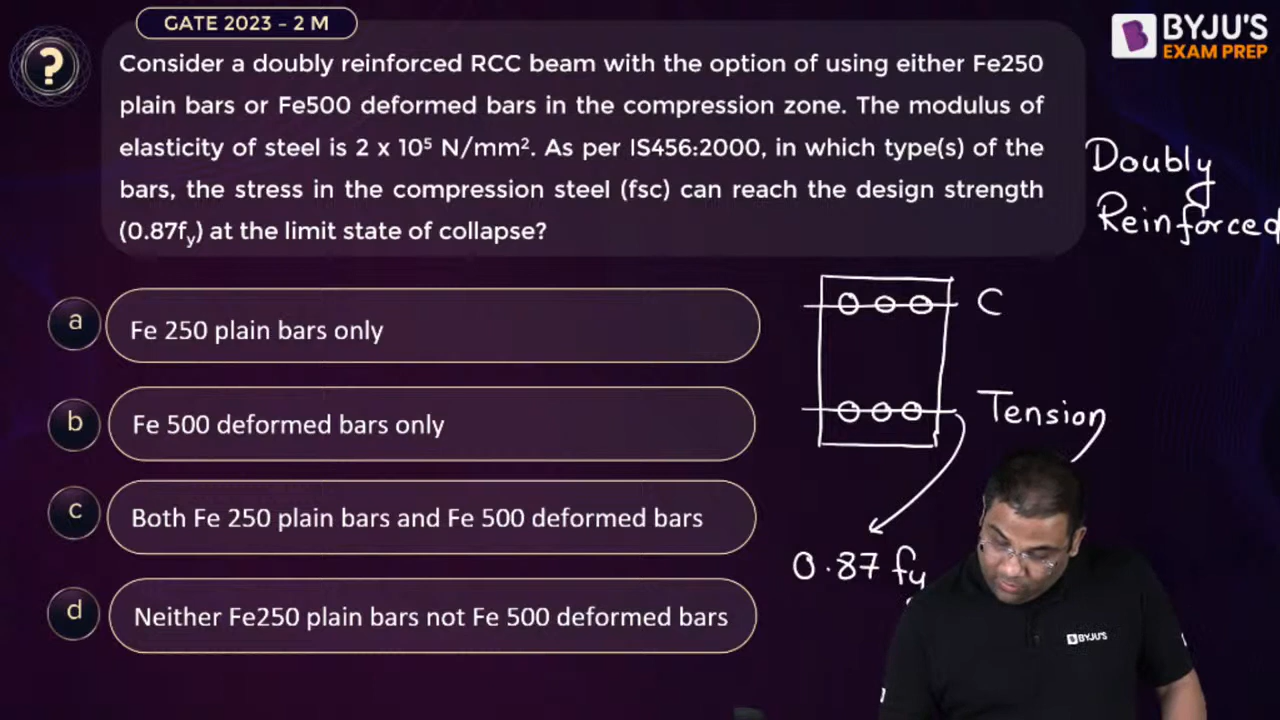 GATE 2023 – 2 M
BYJU'S
EXAM PREP
?
Consider a doubly reinforced RCC beam with the option of using either Fe250
plain bars or Fe500 deformed bars in the compression zone. The modulus of
elasticity of steel is 2 x 10⁵ N/mm². As per IS456:2000, in which type(s) of the
bars, the stress in the compression steel (fsc) can reach the design strength
(0.87fy) at the limit state of collapse?
Doubly
Reinforced
a Fe 250 plain bars only
b Fe 500 deformed bars only
c Both Fe 250 plain bars and Fe 500 deformed bars
d Neither Fe250 plain bars not Fe 500 deformed bars
C
Tension
0.87 fy
BYJU'S